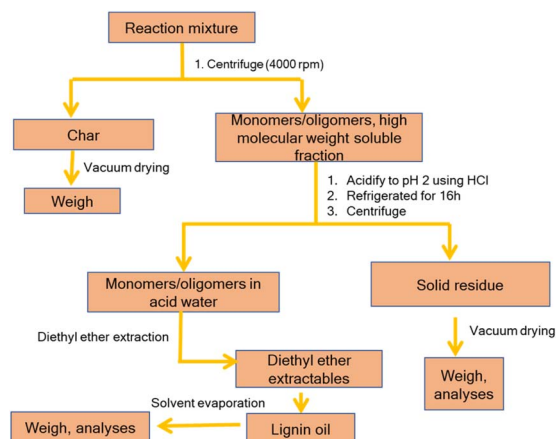 Reaction mixture
1. Centrifuge (4000 rpm)
Char
Monomers/oligomers, high
molecular weight soluble
fraction
Vacuum drying
Weigh
1. Acidify to pH 2 using HCl
2. Refrigerated for 16h
3. Centrifuge
Monomers/oligomers in
acid water
Solid residue
Diethyl ether extraction
Vacuum drying
Diethyl ether
extractables
Weigh,
analyses
Solvent evaporation
Weigh, analyses
Lignin oil